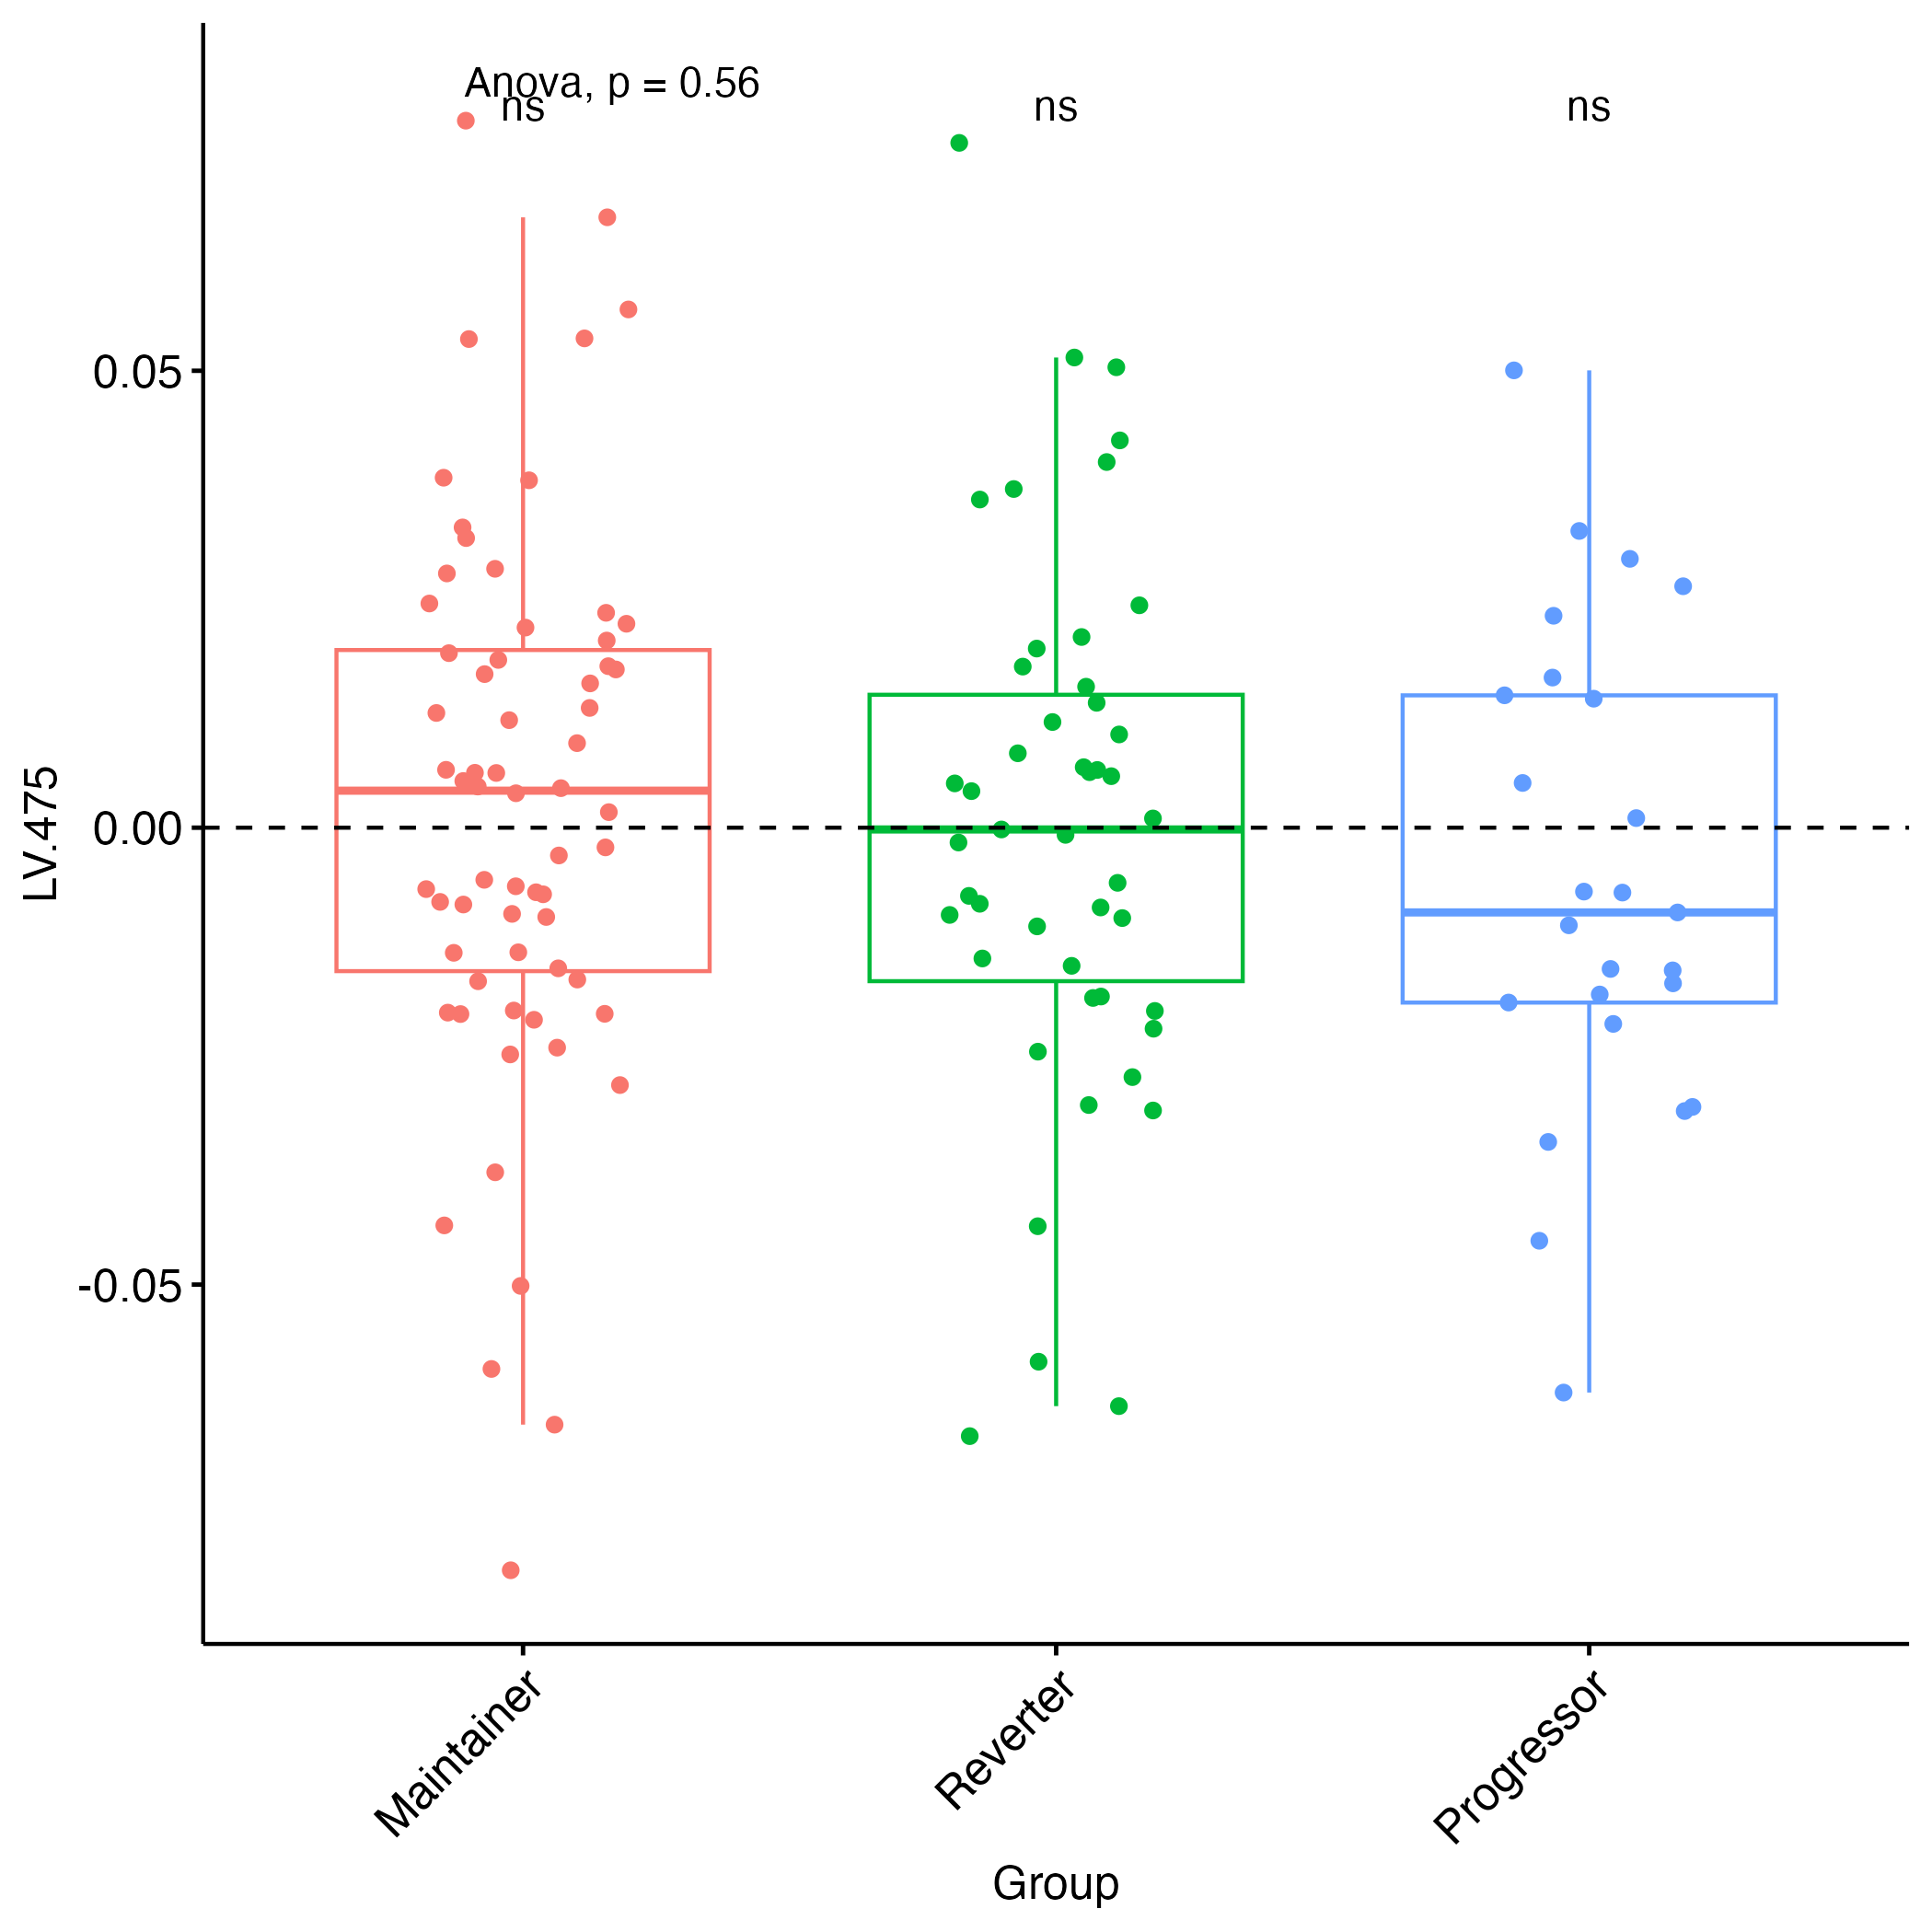 Anova, p = 0.56
ns
ns
ns
0.05
0.00
-0.05
LV.475
Maintainer
Reverter
Progressor
Group